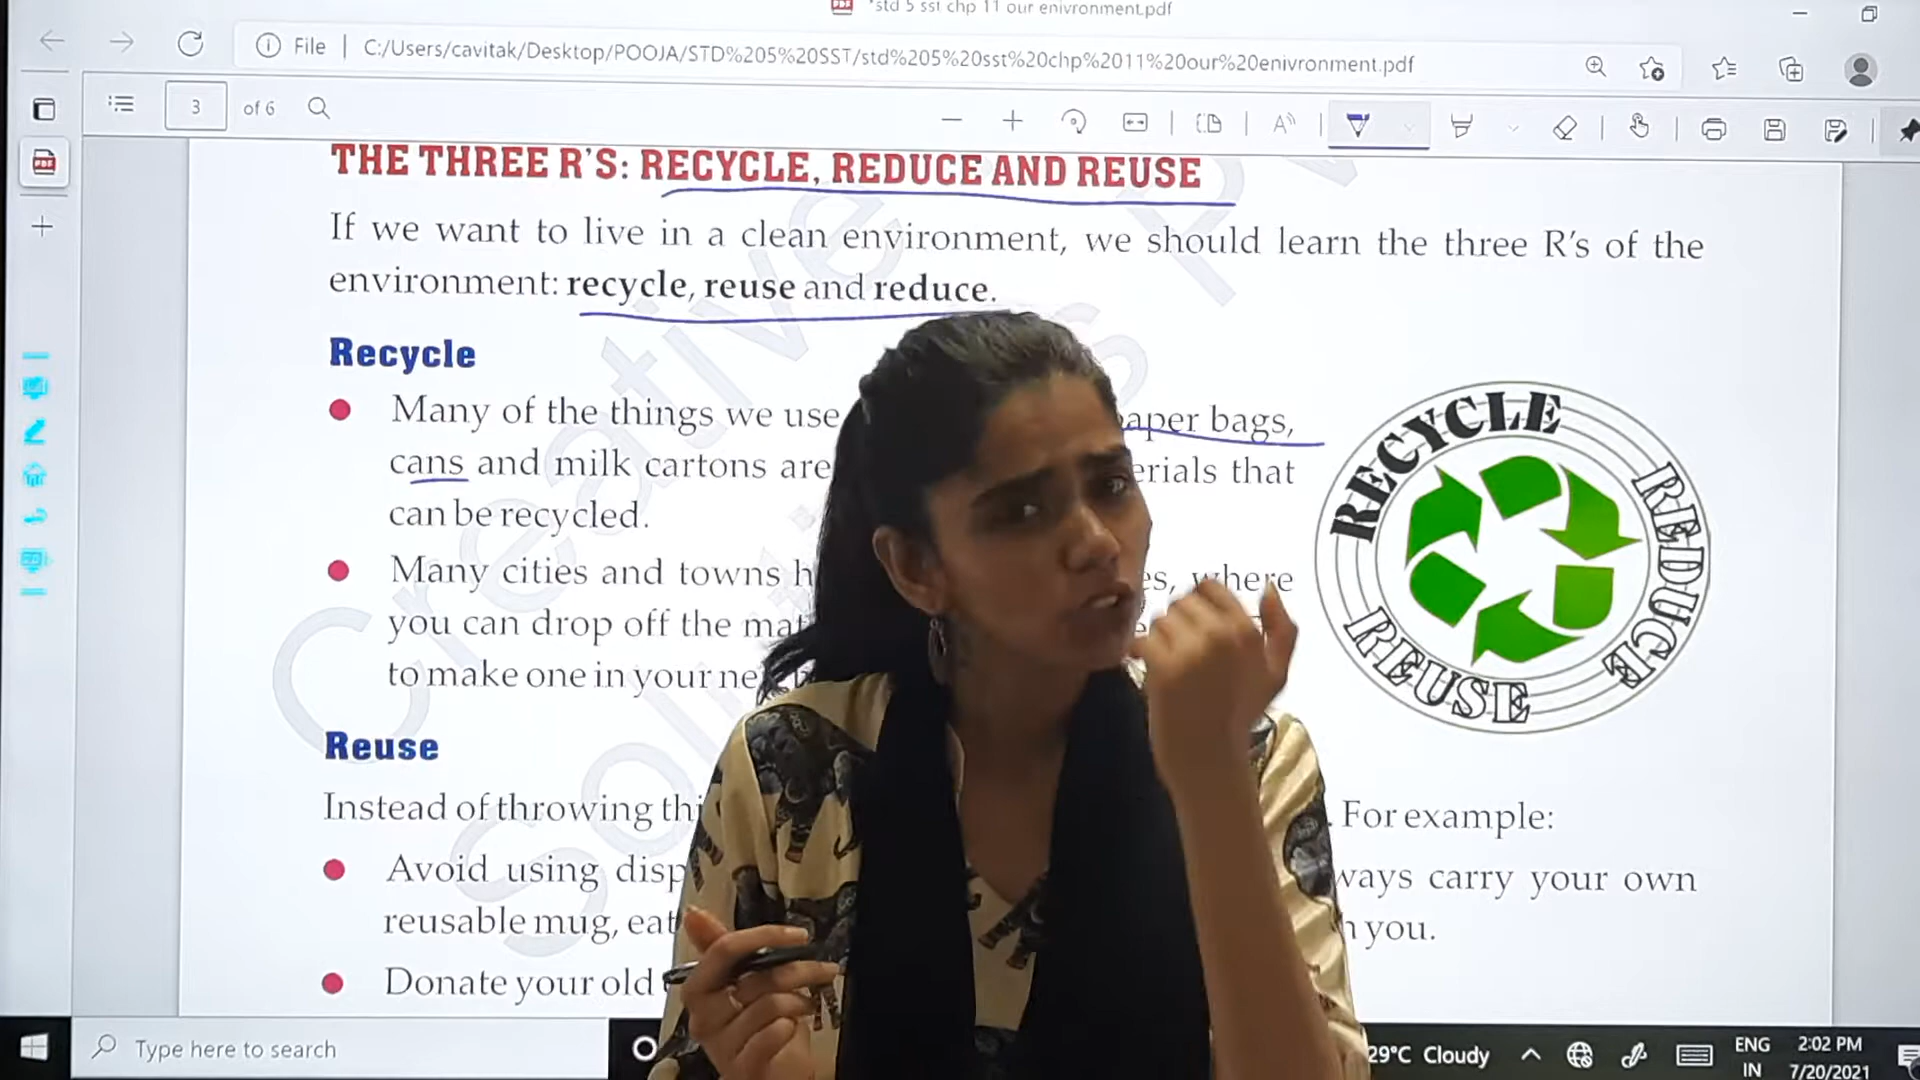 *std 5 sst chp 11 our enivronment.pdf
File | C:/Users/cavitak/Desktop/POOJA/STD%205%20SST/std%205%20sst%20chp%2011%20our%20enivronment.pdf
3 of 6
THE THREE R'S: RECYCLE, REDUCE AND REUSE
If we want to live in a clean environment, we should learn the three R's of the
environment: recycle, reuse and reduce.
Recycle
Many of the things we use aper bags,
cans and milk cartons are erials that
can be recycled.
Many cities and towns h es, where
you can drop off the mat
to make one in your ne
RECYCLE
REDUCE
REUSE
Reuse
Instead of throwing thi . For example:
Avoid using disp ways carry your own
reusable mug, eat h you.
Donate your old
Creative
Type here to search
29°C Cloudy
ENG
IN
2:02 PM
7/20/2021